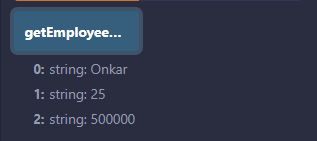 getEmployee...
0: string: Onkar
1: string: 25
2: string: 500000